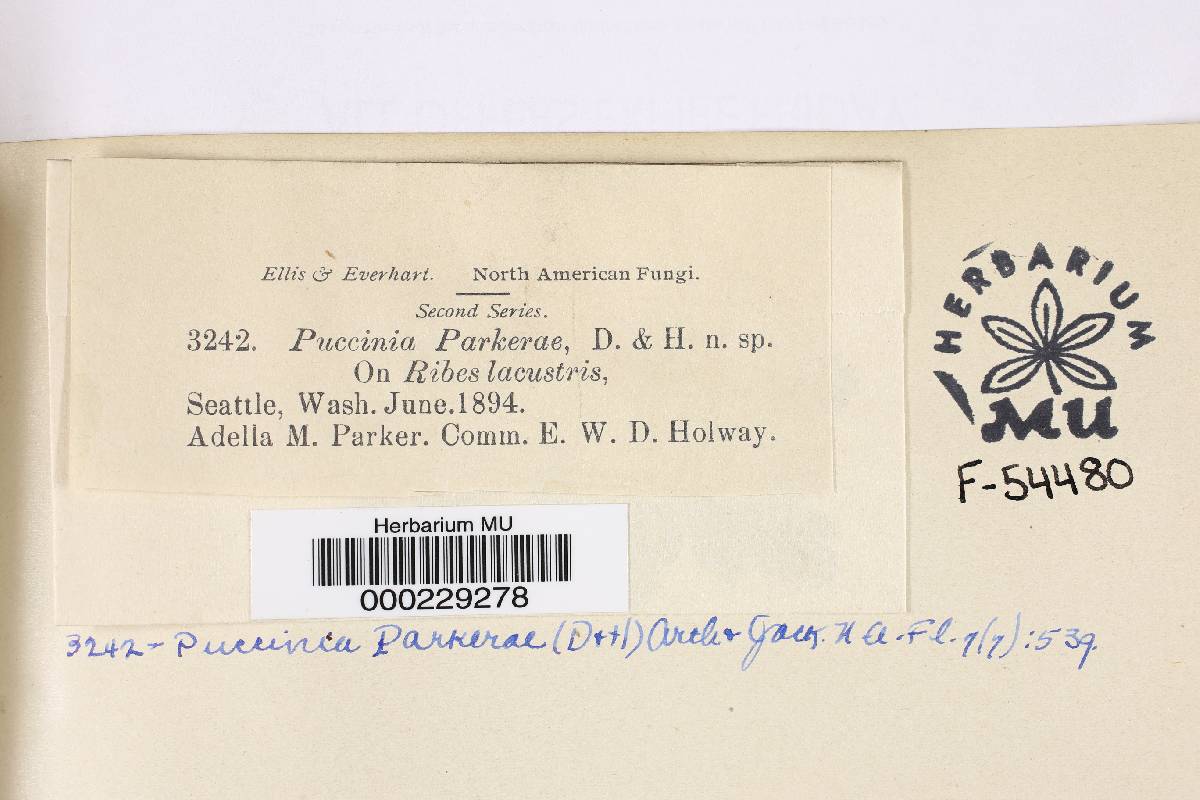 Ellis & Everhart. North American Fungi.
Second Series.
3242. Puccinia Parkerae, D. & H. n. sp.
On Ribes lacustris,
Seattle, Wash. June.1894.
Adella M. Parker. Comm. E. W. D. Holway.
HERBARIUM
MU
F-54480
Herbarium MU
000229278
3242 - Puccinia Parkerae (D+H) Arth + Jack. N A. Fl. 7(7):539.